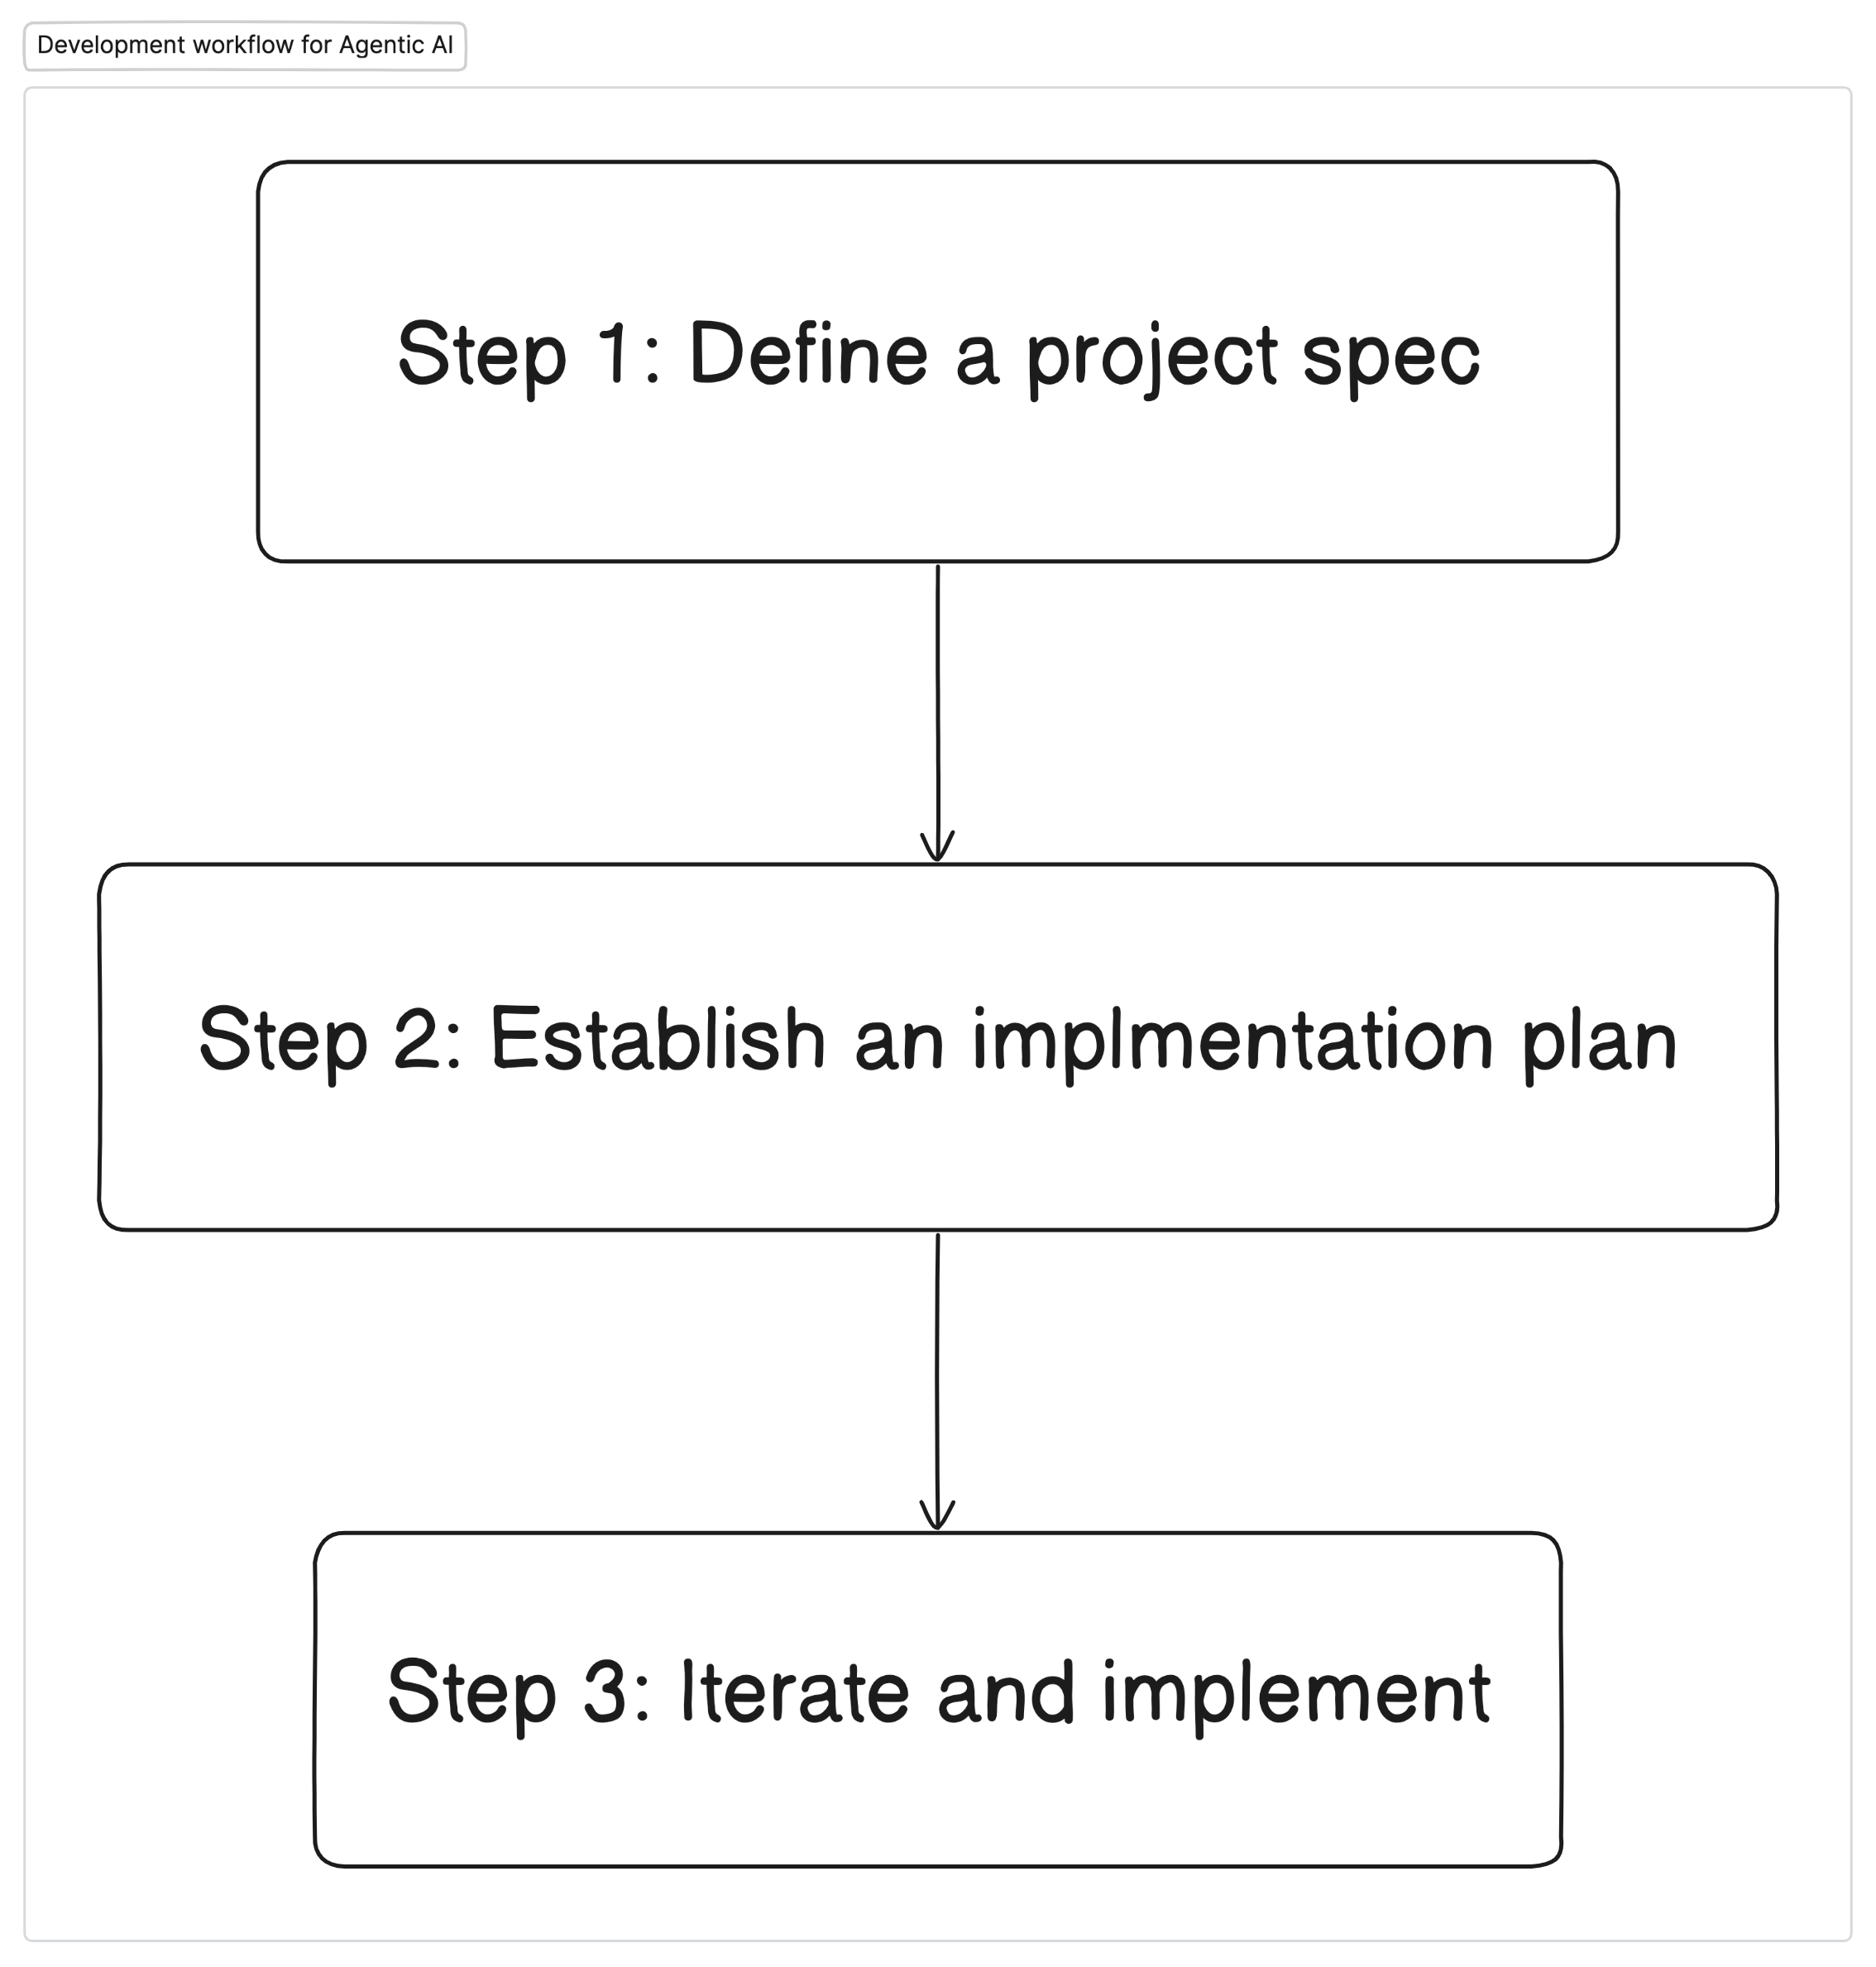 Development workflow for Agentic AI
Step 1: Define a project spec
Step 2: Establish an implmentation plan
Step 3: Iterate and implement